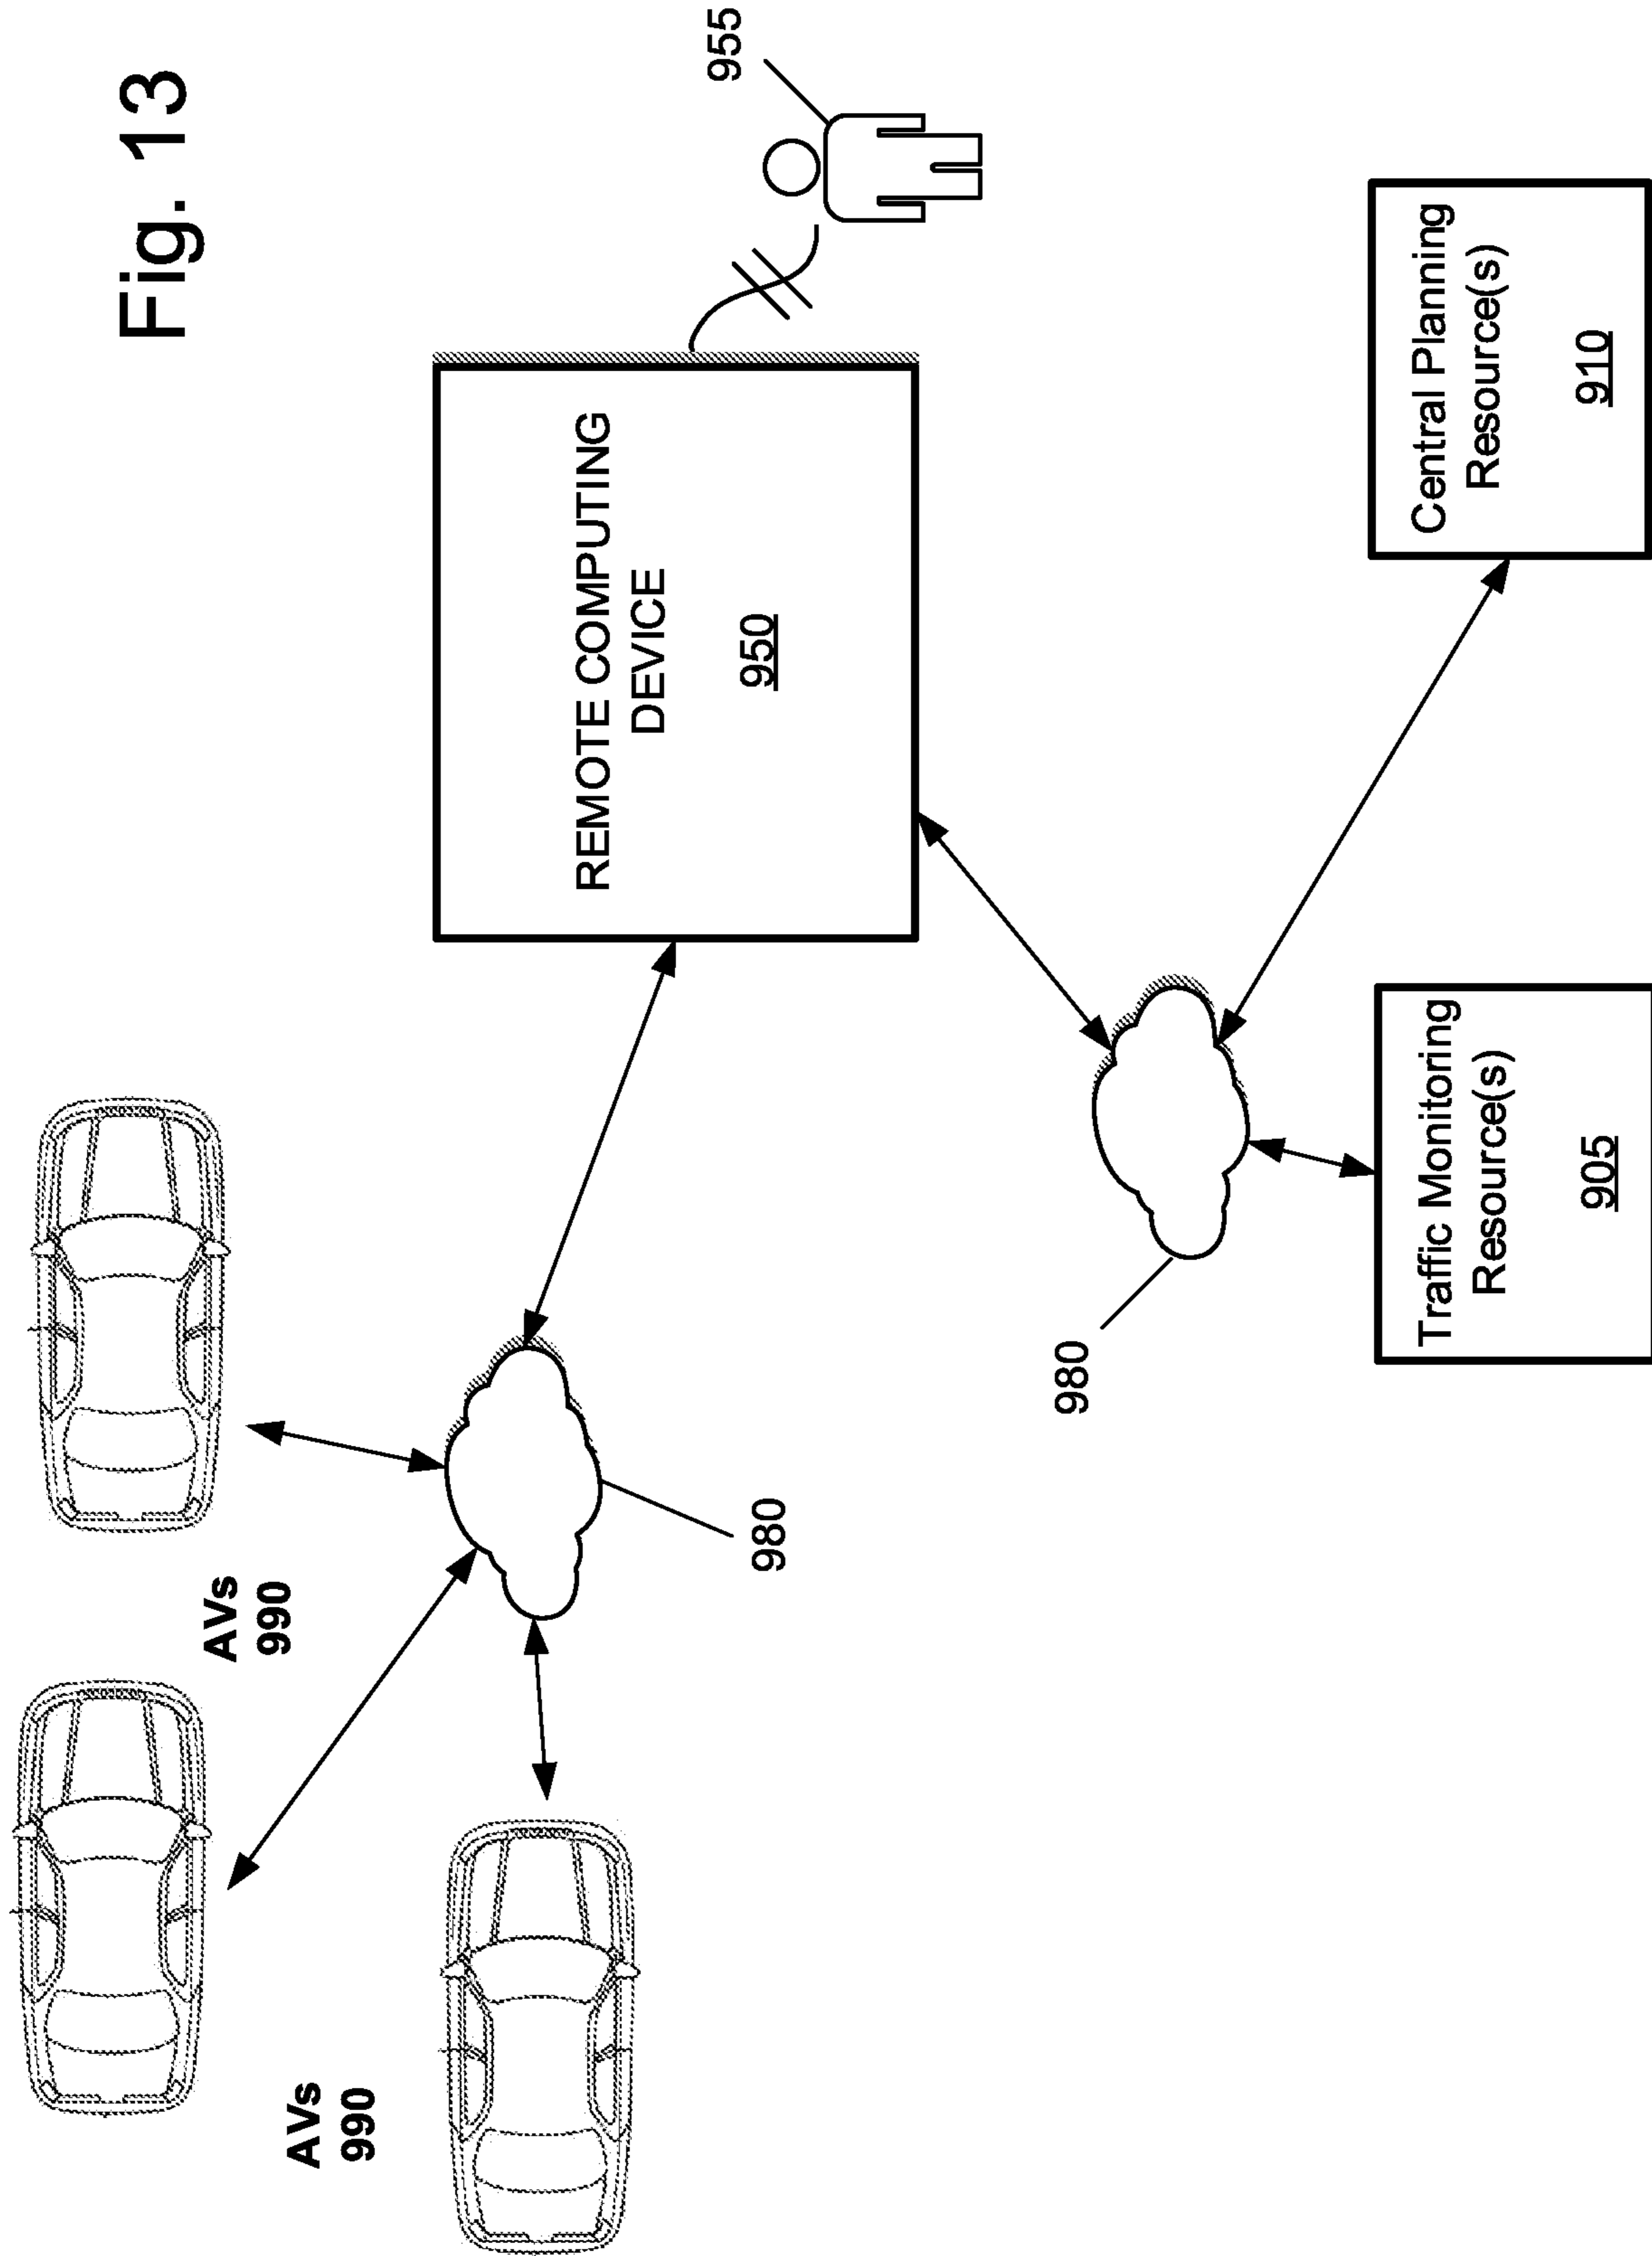 Fig. 13
AVs
990
AVs
990
980
REMOTE COMPUTING
DEVICE
950
955
980
Traffic Monitoring
Resource(s)
905
Central Planning
Resource(s)
910